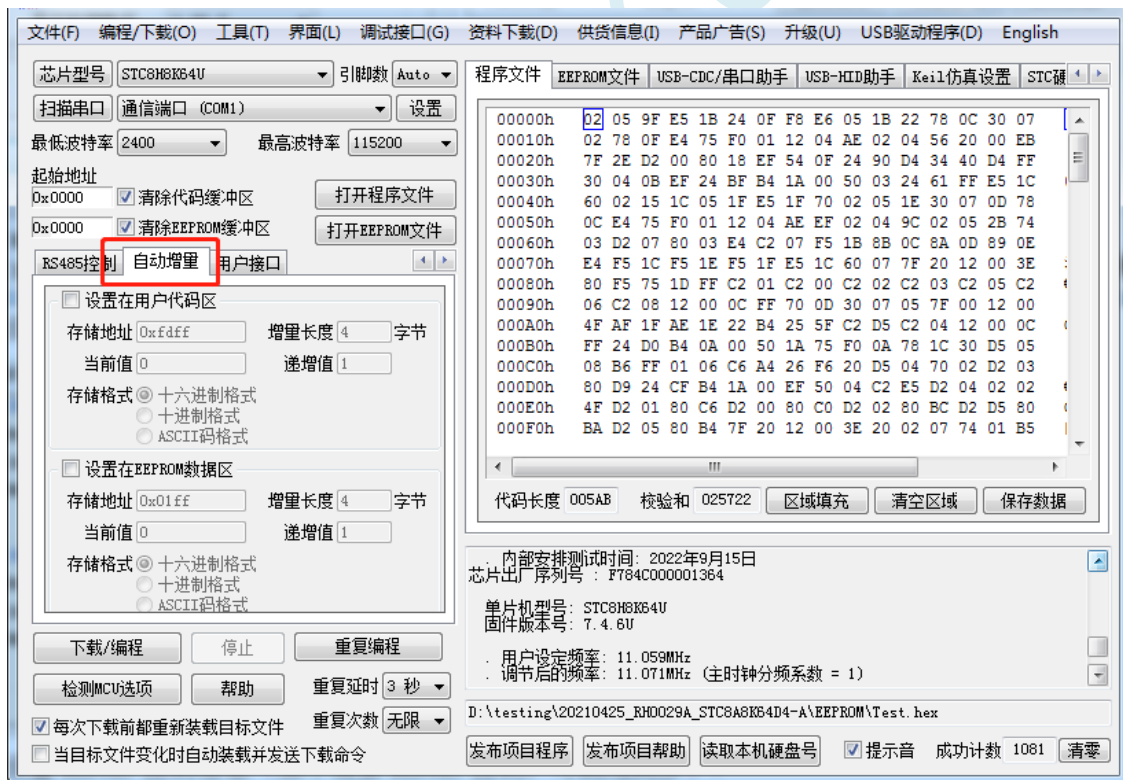 文件(F) 编程/下载(O) 工具(T) 界面(L) 调试接口(G) 资料下载(D) 供货信息(I) 产品广告(S) 升级(U) USB驱动程序(D) English
芯片型号 STC8H8K64U 引脚数 Auto
扫描串口 通信端口 (COM1) 设置
最低波特率 2400 最高波特率 115200
起始地址
0x0000 清除代码缓冲区 打开程序文件
0x0000 清除EEPROM缓冲区 打开EEPROM文件
RS485控制 自动增量 用户接口
设置在用户代码区
存储地址 0xfdff 增量长度 4 字节
当前值 0 递增值 1
存储格式 十六进制格式
十进制格式
ASCII码格式
设置在EEPROM数据区
存储地址 0x01ff 增量长度 4 字节
当前值 0 递增值 1
存储格式 十六进制格式
十进制格式
ASCII码格式
下载/编程 停止 重复编程
检测MCU选项 帮助 重复延时 3 秒
每次下载前都重新装载目标文件 重复次数 无限
当目标文件变化时自动装载并发送下载命令
程序文件 EEPROM文件 USB-CDC/串口助手 USB-HID助手 Keil仿真设置 STC硬
00000h 02 05 9F E5 1B 24 0F F8 E6 05 1B 22 78 0C 30 07
00010h 02 78 0F E4 75 F0 01 12 04 AE 02 04 56 20 00 EB
00020h 7F 2E D2 00 80 18 EF 54 0F 24 90 D4 34 40 D4 FF
00030h 30 04 0B EF 24 BF B4 1A 00 50 03 24 61 FF E5 1C
00040h 60 02 15 1C 05 1F E5 1F 70 02 05 1E 30 07 0D 78
00050h 0C E4 75 F0 01 12 04 AE EF 02 04 9C 02 05 2B 74
00060h 03 D2 07 80 03 E4 C2 07 F5 1B 8B 0C 8A 0D 89 0E
00070h E4 F5 1C F5 1E F5 1F E5 1C 60 07 7F 20 12 00 3E
00080h 80 F5 75 1D FF C2 01 C2 00 C2 02 C2 03 C2 05 C2
00090h 06 C2 08 12 00 0C FF 70 0D 30 07 05 7F 00 12 00
000A0h 4F AF 1F AE 1E 22 B4 25 5F C2 D5 C2 04 12 00 0C
000B0h FF 24 D0 B4 0A 00 50 1A 75 F0 0A 78 1C 30 D5 05
000C0h 08 B6 FF 01 06 C6 A4 26 F6 20 D5 04 70 02 D2 03
000D0h 80 D9 24 CF B4 1A 00 EF 50 04 C2 E5 D2 04 02 02
000E0h 4F D2 01 80 C6 D2 00 80 C0 D2 02 80 BC D2 D5 80
000F0h BA D2 05 80 B4 7F 20 12 00 3E 20 02 07 74 01 B5
代码长度 005AB 校验和 025722 区域填充 清空区域 保存数据
. 内部安排测试时间: 2022年9月15日
芯片出厂序列号 : F784C000001364
单片机型号: STC8H8K64U
固件版本号: 7.4.6U
. 用户设定频率: 11.059MHz
. 调节后的频率: 11.071MHz (主时钟分频系数 = 1)
D:\testing\20210425_RH0029A_STC8A8K64D4-A\EEPROM\Test.hex
发布项目程序 发布项目帮助 读取本机硬盘号 提示音 成功计数 1081 清零